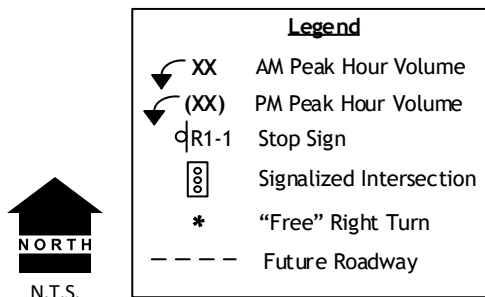 Legend
XX AM Peak Hour Volume
(XX) PM Peak Hour Volume
R1-1 Stop Sign
Signalized Intersection
* “Free” Right Turn
Future Roadway
NORTH
N.T.S.